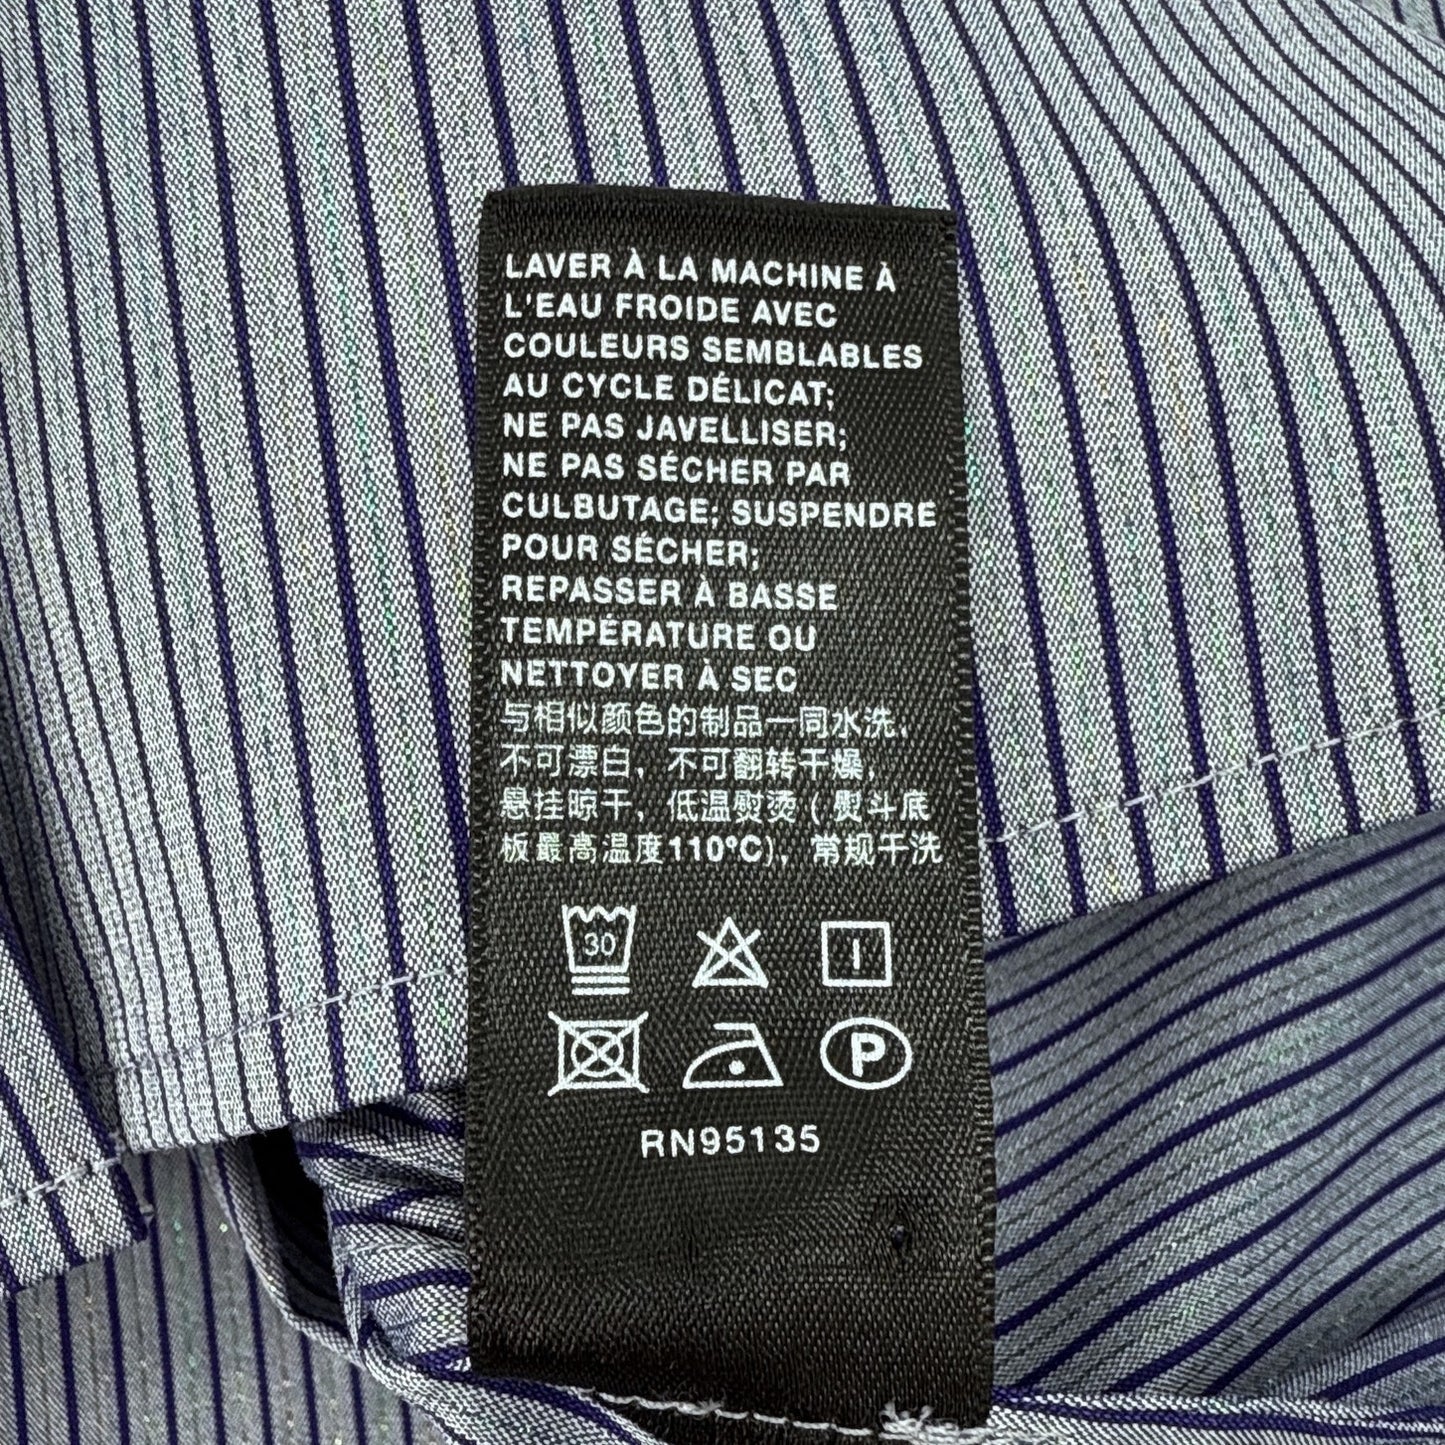 LAVER À LA MACHINE À
L'EAU FROIDE AVEC
COULEURS SEMBLABLES
AU CYCLE DÉLICAT;
NE PAS JAVELLISER;
NE PAS SÉCHER PAR
CULBUTAGE; SUSPENDRE
POUR SÉCHER;
REPASSER À BASSE
TEMPÉRATURE OU
NETTOYER À SEC
与相似颜色的制品一同水洗,
不可漂白, 不可翻转干燥,
悬挂晾干, 低温熨烫 ( 熨斗底
板最高温度110°C), 常规干洗
30
P
RN95135